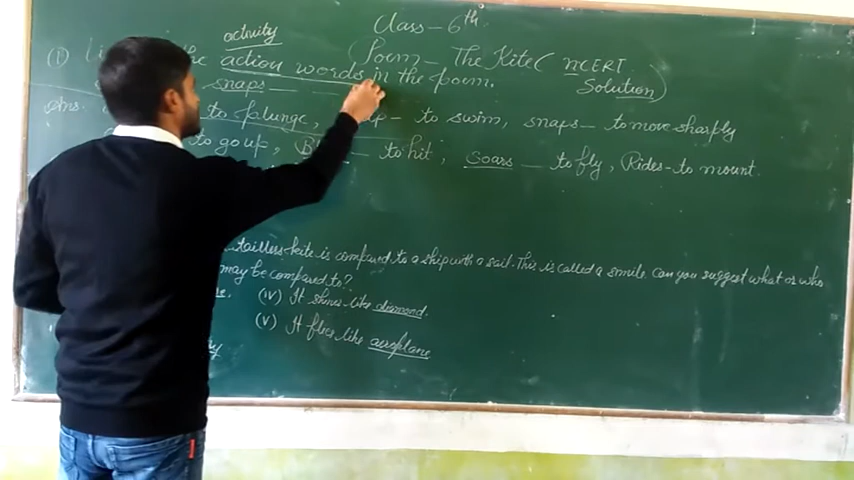 Class - 6th
activity (Poem - The Kite ( NCERT
(1) the action words in the poem. Solution)
snaps
Ans. to plunge, - to swim, snaps - to move sharply
to go up, - to hit, Soars - to fly, Rides - to mount.
tailless kite is compared to a ship with a sail. This is called a smile. Can you suggest what or who
may be compared to?
(iv) It shines like diamond.
(v) It flies like aeroplane